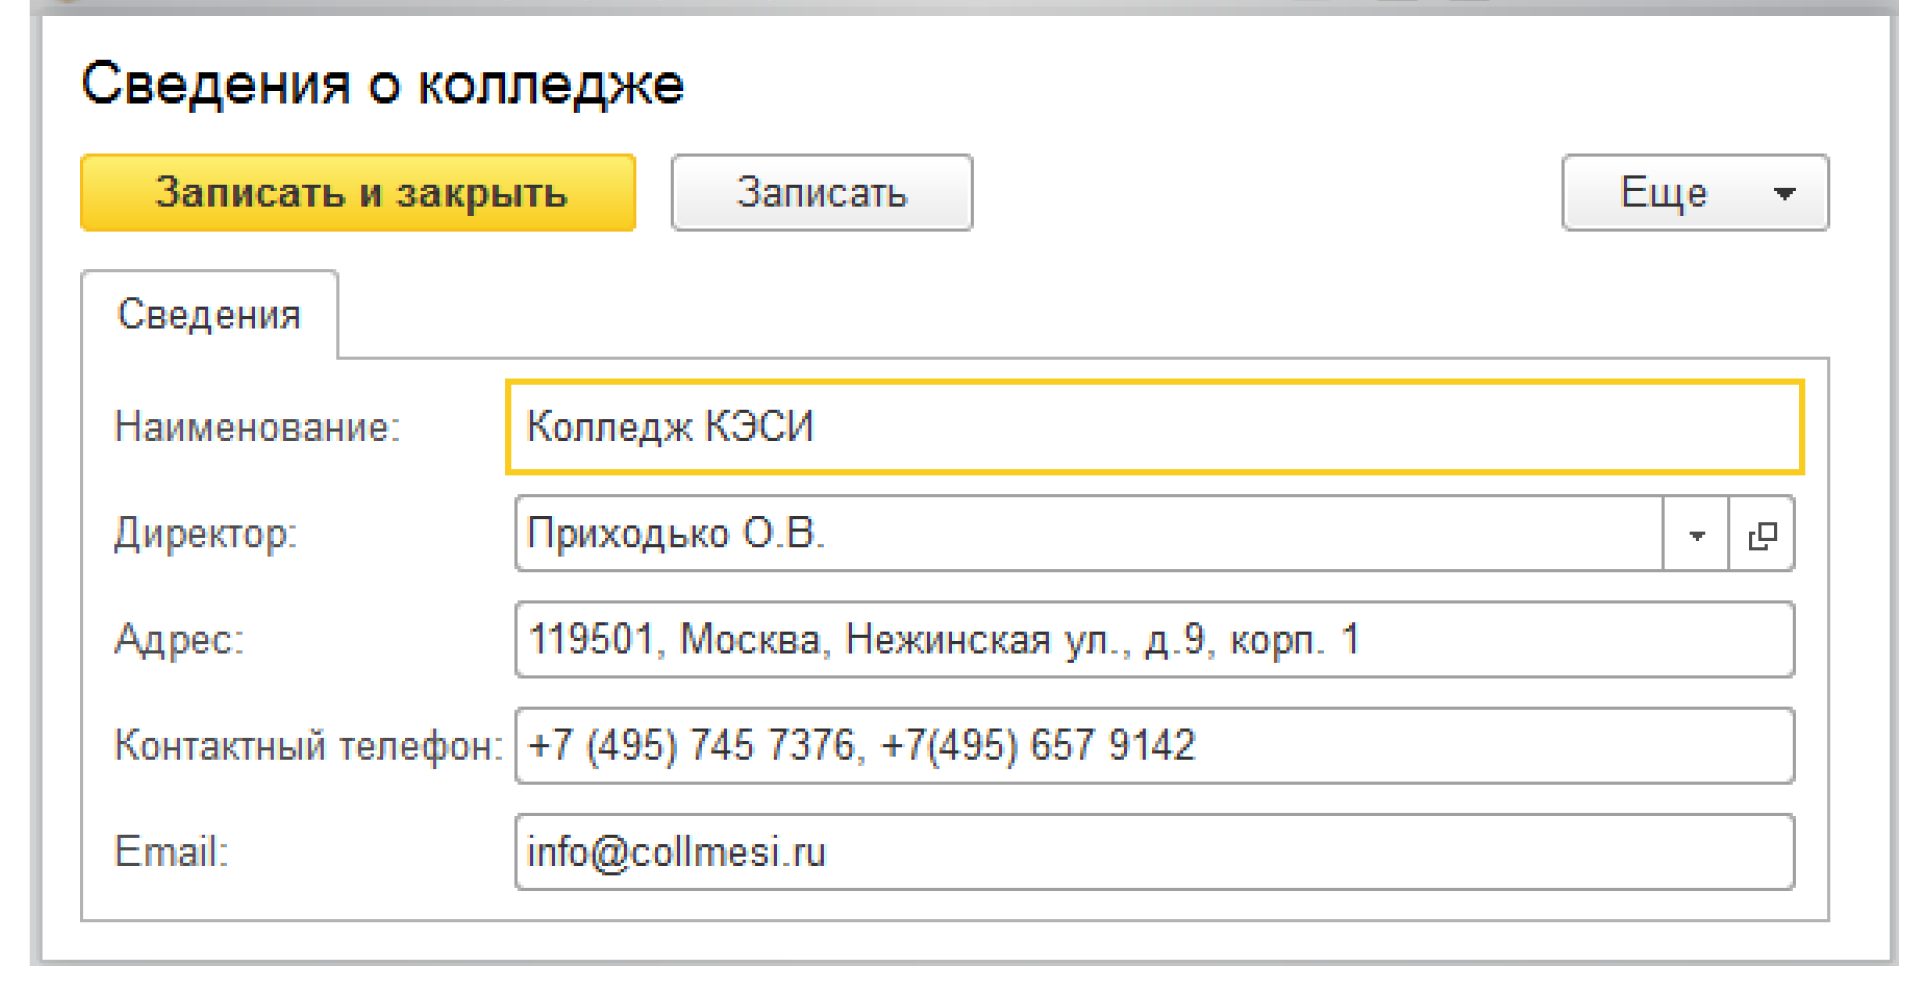 Сведения о колледже
Записать и закрыть Записать Еще
Сведения
Наименование: Колледж КЭСИ
Директор: Приходько О.В.
Адрес: 119501, Москва, Нежинская ул., д.9, корп. 1
Контактный телефон: +7 (495) 745 7376, +7(495) 657 9142
Email: info@collmesi.ru